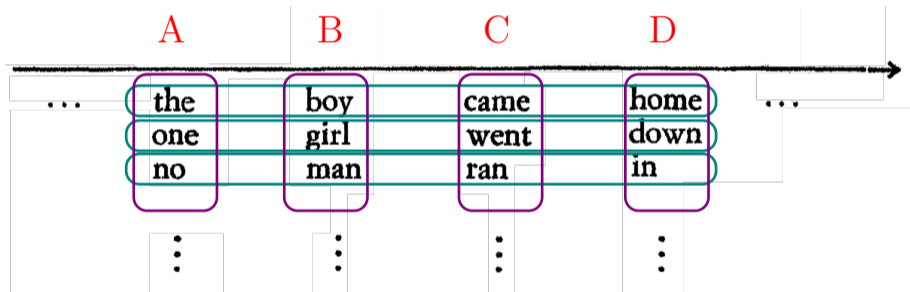 A B C D
... the boy came home ...
one girl went down
no man ran in
⋮ ⋮ ⋮ ⋮